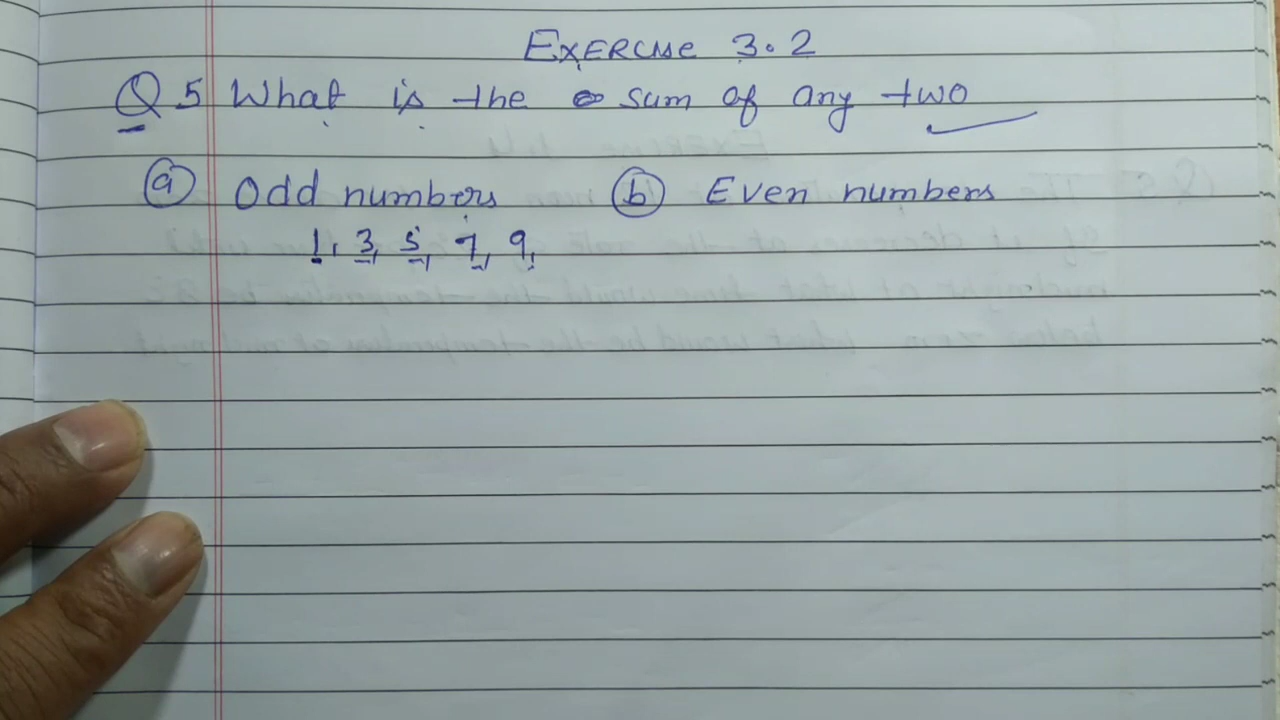 Exercise 3.2
Q 5 What is the sum of any two
(a) Odd numbers (b) Even numbers
1, 3, 5, 7, 9,